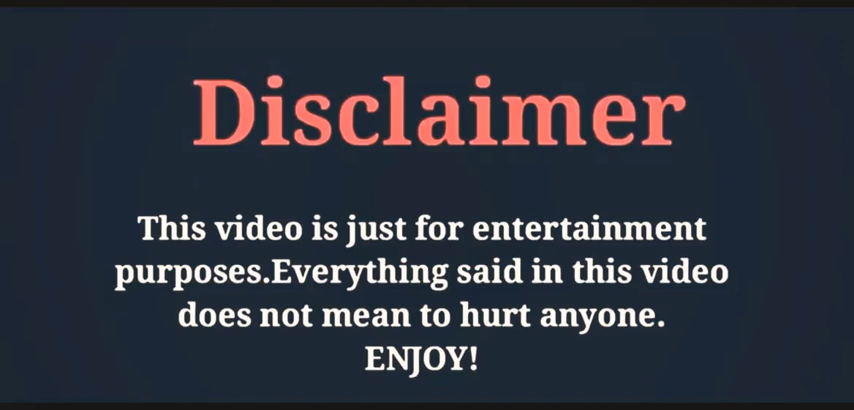 Disclaimer
This video is just for entertainment
purposes.Everything said in this video
does not mean to hurt anyone.
ENJOY!